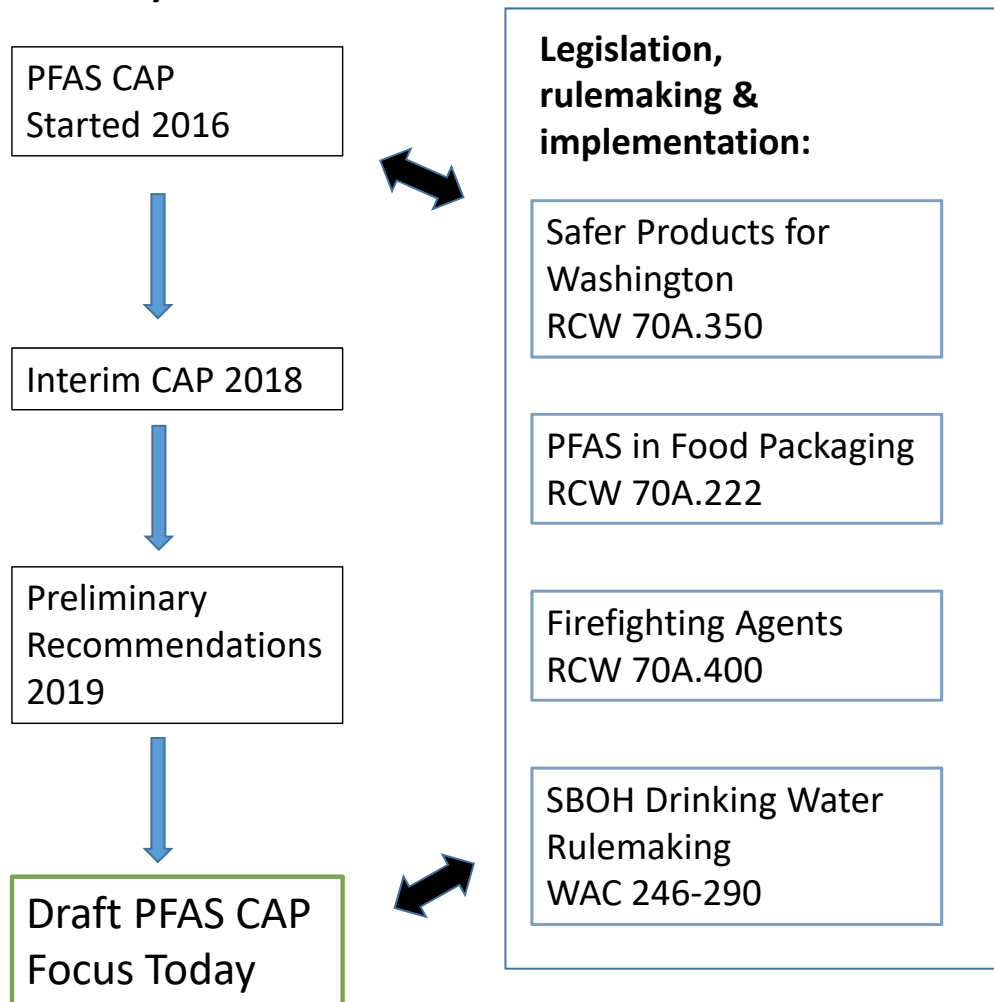 PFAS CAP
Started 2016
Interim CAP 2018
Preliminary
Recommendations
2019
Draft PFAS CAP
Focus Today
Legislation,
rulemaking &
implementation:
Safer Products for
Washington
RCW 70A.350
PFAS in Food Packaging
RCW 70A.222
Firefighting Agents
RCW 70A.400
SBOH Drinking Water
Rulemaking
WAC 246-290